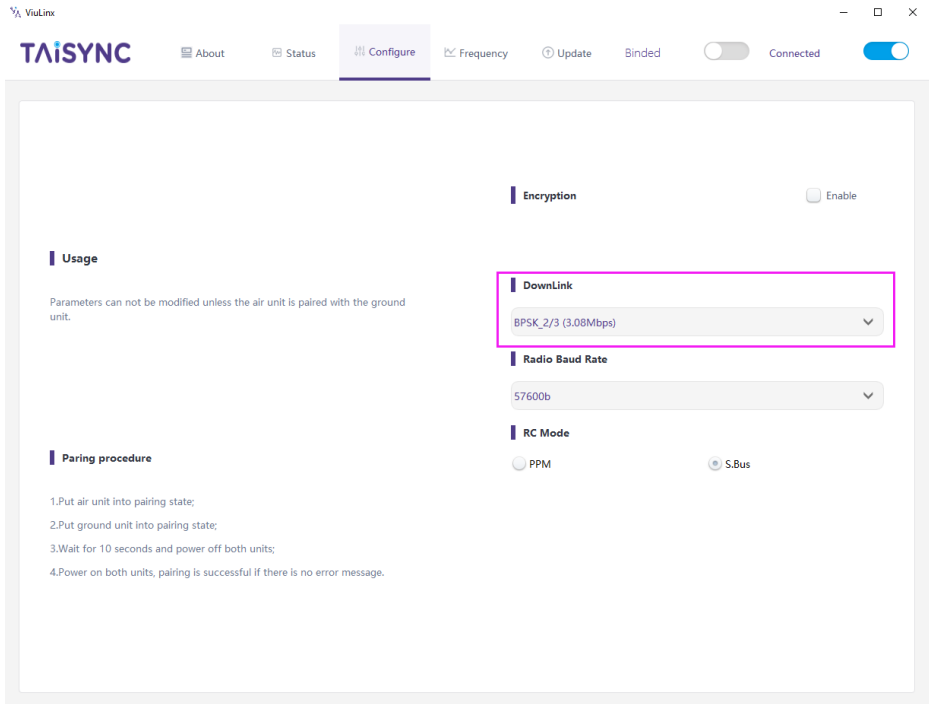 ViuLinx
TAiSYNC
About
Status
Configure
Frequency
Update
Binded
Connected
Encryption
Enable
Usage
Parameters can not be modified unless the air unit is paired with the ground
unit.
DownLink
BPSK_2/3 (3.08Mbps)
Radio Baud Rate
57600b
RC Mode
PPM
S.Bus
Paring procedure
1.Put air unit into pairing state;
2.Put ground unit into pairing state;
3.Wait for 10 seconds and power off both units;
4.Power on both units, pairing is successful if there is no error message.